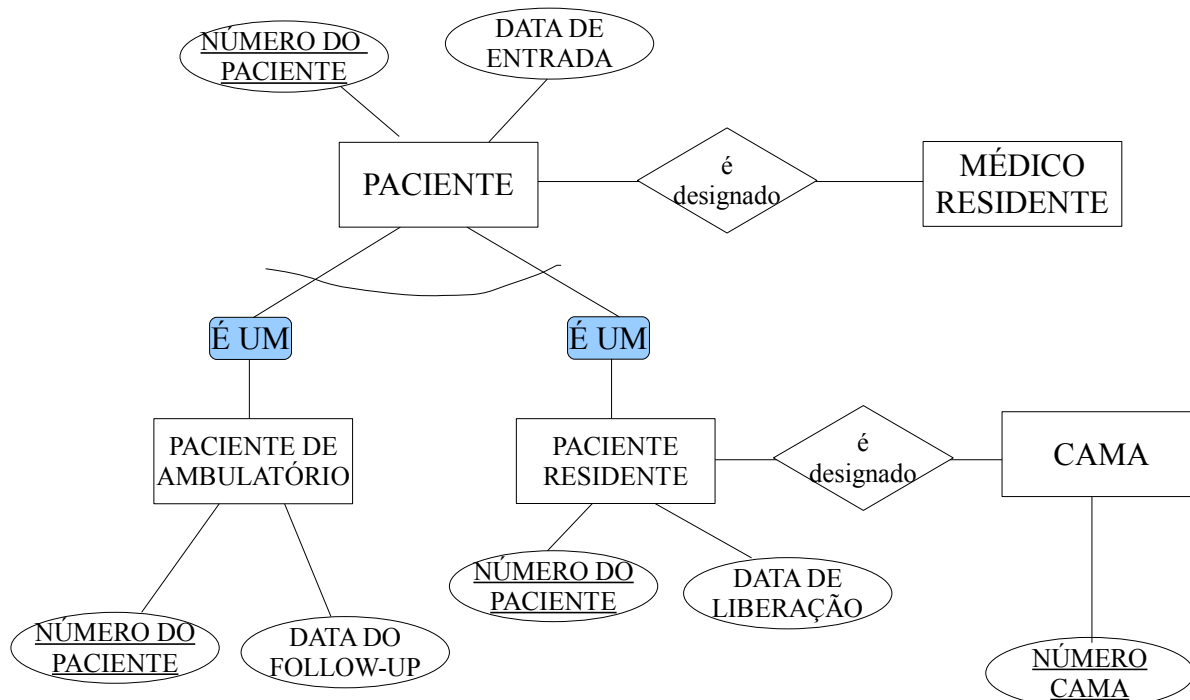 NÚMERO DO
PACIENTE
DATA DE
ENTRADA
PACIENTE
é
designado
MÉDICO
RESIDENTE
É UM
É UM
PACIENTE DE
AMBULATÓRIO
PACIENTE
RESIDENTE
é
designado
CAMA
NÚMERO DO
PACIENTE
DATA DO
FOLLOW-UP
NÚMERO DO
PACIENTE
DATA DE
LIBERAÇÃO
NÚMERO
CAMA